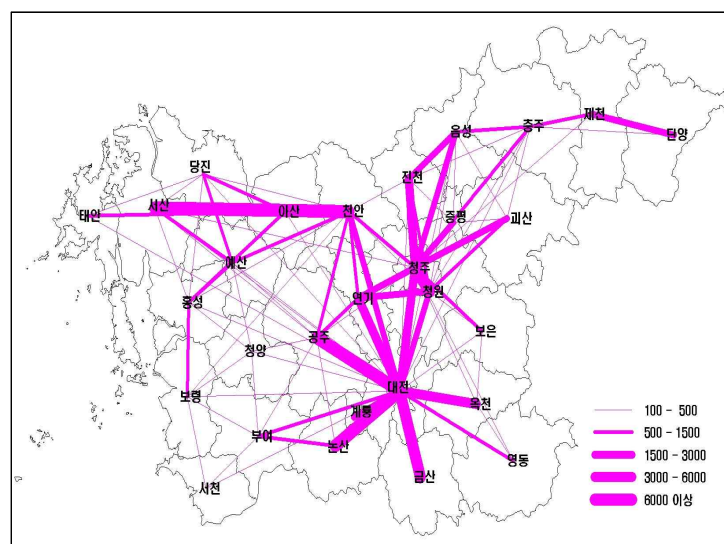 제천
충주
음성
단양
당진
진천
서산
아산
천안
태안
증평
괴산
예산
청주
청원
연기
홍성
보은
공주
청양
대전
보령
계룡
옥천
부여
논산
영동
금산
서천
100 - 500
500 - 1500
1500 - 3000
3000 - 6000
6000 이상